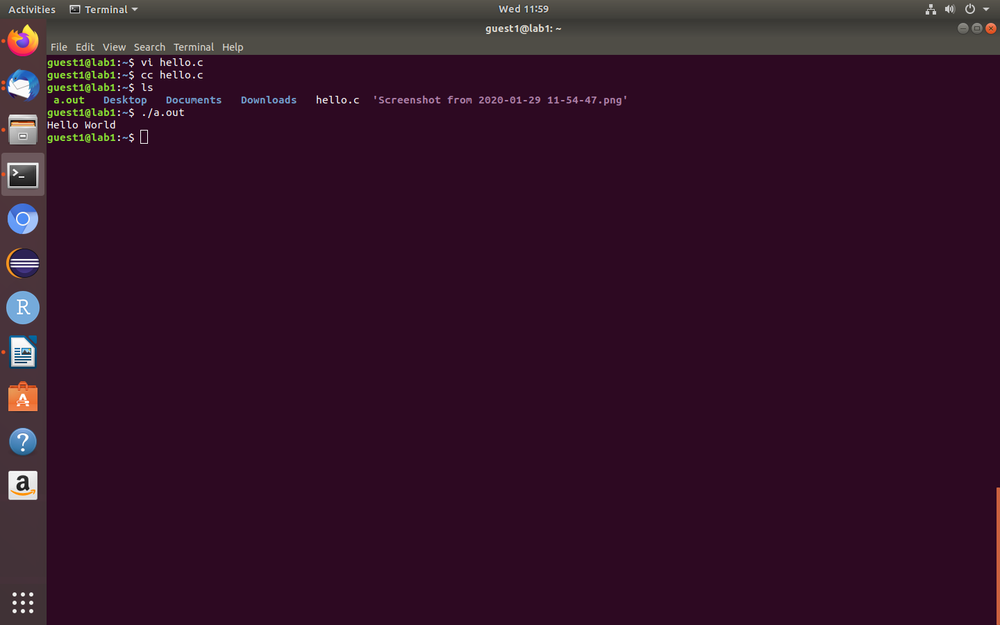 Activities Terminal Wed 11:59
guest1@lab1: ~
File Edit View Search Terminal Help
guest1@lab1:~$ vi hello.c
guest1@lab1:~$ cc hello.c
guest1@lab1:~$ ls
a.out Desktop Documents Downloads hello.c 'Screenshot from 2020-01-29 11-54-47.png'
guest1@lab1:~$ ./a.out
Hello World
guest1@lab1:~$
>_
R
A
?
a